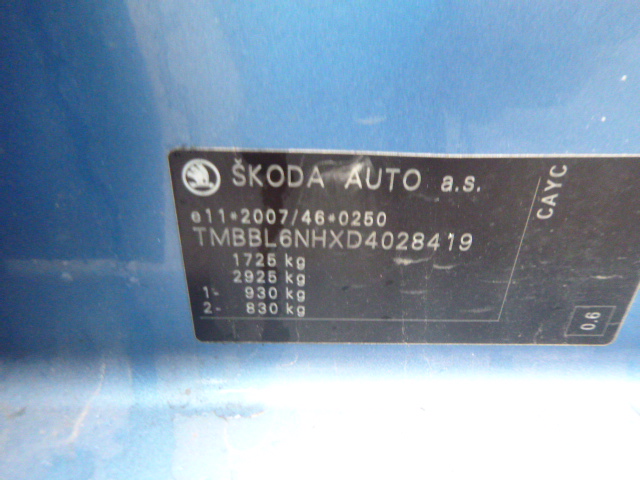 ŠKODA AUTO a.s.
e11*2007/46*0250
TMBBL6NHXD4028419
1725 kg
2925 kg
1- 930 kg
2- 830 kg
CAYC
0.6